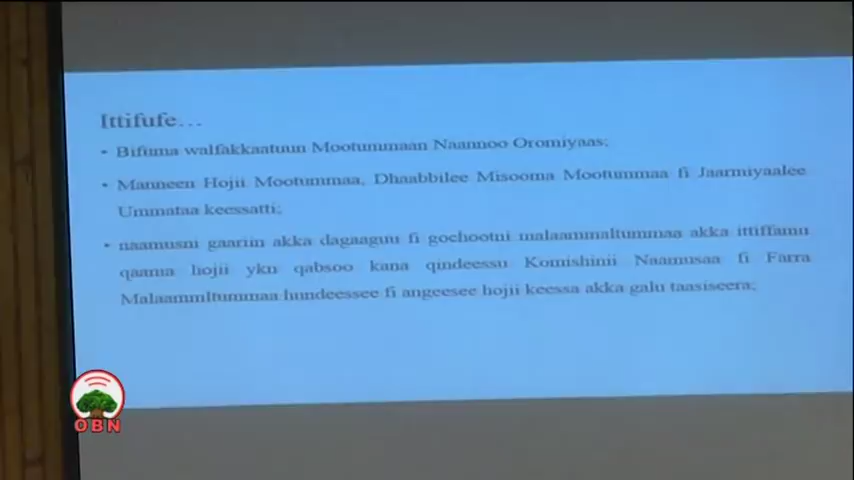 Ittifufe...
• Bifuma walfakkaatuun Mootummaan Naannoo Oromiyaas;
• Manneen Hojii Mootummaa, Dhaabbilee Misooma Mootummaa fi Jaarmiyaalee
Ummataa keessatti;
• naamusni gaariin akka dagaaguu fi gochootni malaammaltummaa akka ittiffamu
qaama hojii ykn qabsoo kana qindeessu Komishinii Naamusaa fi Farra
Malaammltummaa hundeessee fi angeesee hojii keessa akka galu taasiseera;
OBN